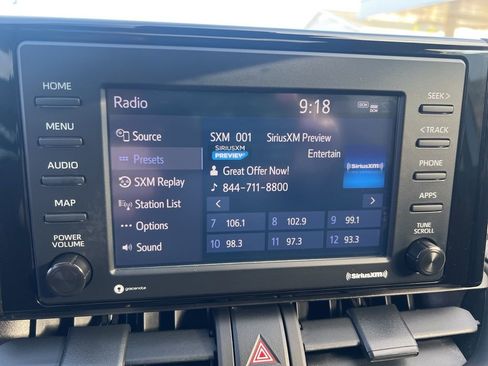 HOME
MENU
AUDIO
MAP
POWER
VOLUME
Radio
9:18
DCM
Source
Presets
SXM Replay
Station List
Options
Sound
SXM 001 SiriusXM Preview
SIRIUSXM
PREVIEW
Entertain
Great Offer Now!
844-711-8800
SiriusXM
7 106.1
8 102.9
9 99.1
10 98.3
11 97.3
12 93.3
SEEK >
< TRACK
PHONE
APPS
TUNE
SCROLL
gracenote
SiriusXM